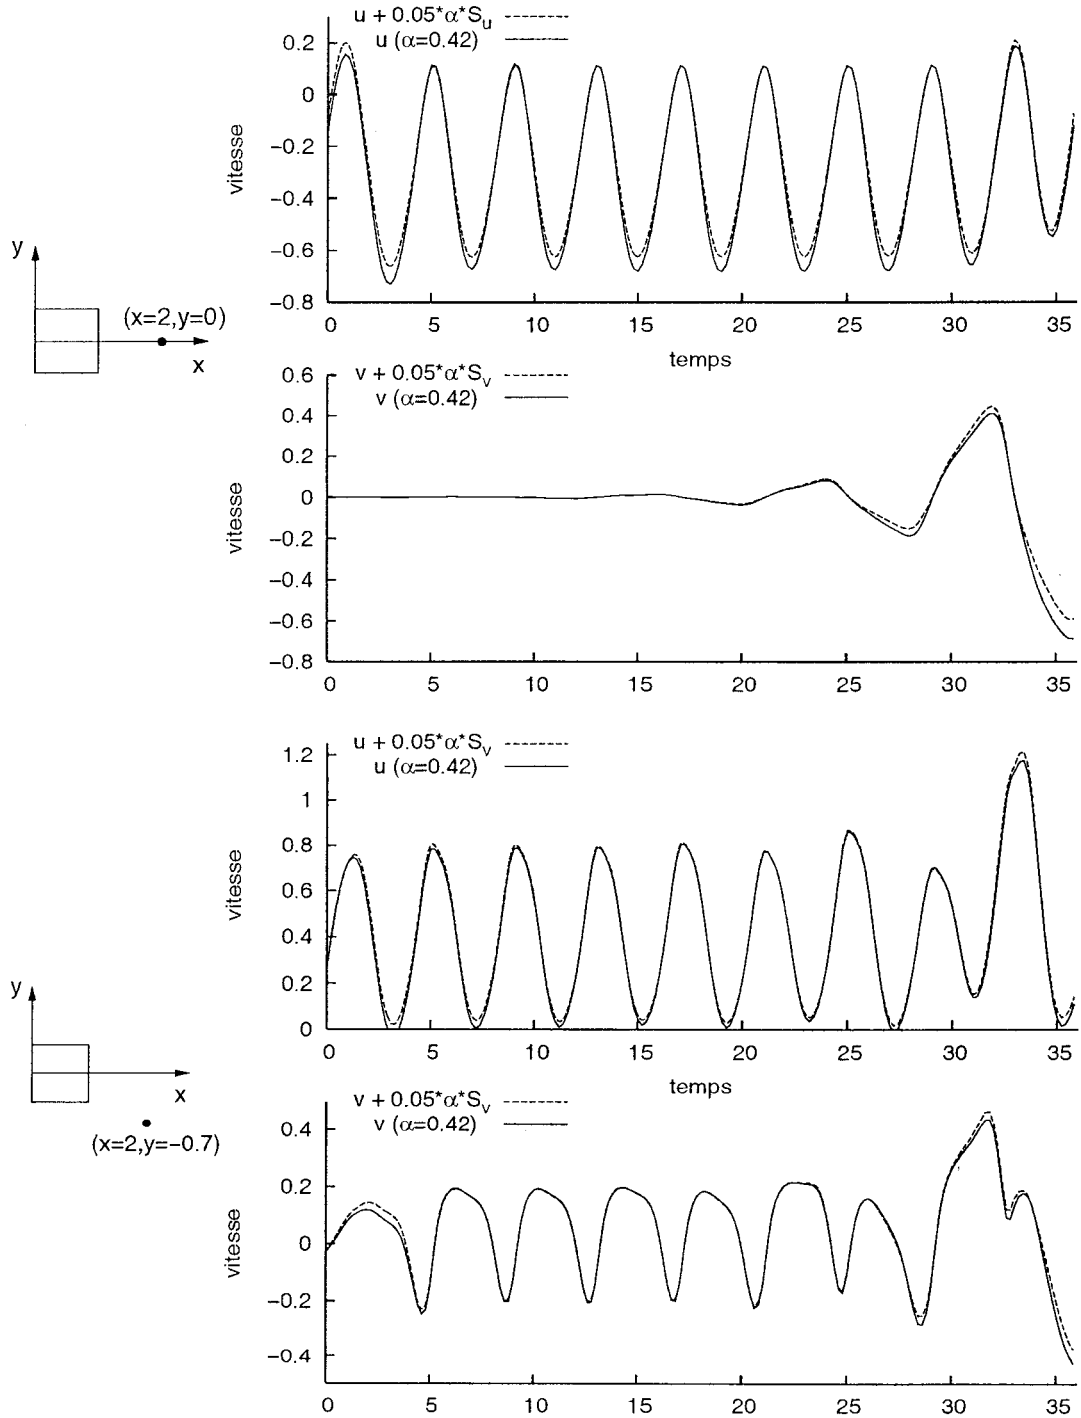 u + 0.05*α*S_u
u (α=0.42)
0.2
0
−0.2
−0.4
−0.6
−0.8
vitesse
0 5 10 15 20 25 30 35
temps
y
(x=2,y=0)
x
v + 0.05*α*S_v
v (α=0.42)
0.6
0.4
0.2
0
−0.2
−0.4
−0.6
−0.8
vitesse
0 5 10 15 20 25 30 35
u + 0.05*α*S_v
u (α=0.42)
1.2
1
0.8
0.6
0.4
0.2
0
vitesse
0 5 10 15 20 25 30 35
temps
y
x
(x=2,y=−0.7)
v + 0.05*α*S_v
v (α=0.42)
0.4
0.2
0
−0.2
−0.4
vitesse
0 5 10 15 20 25 30 35